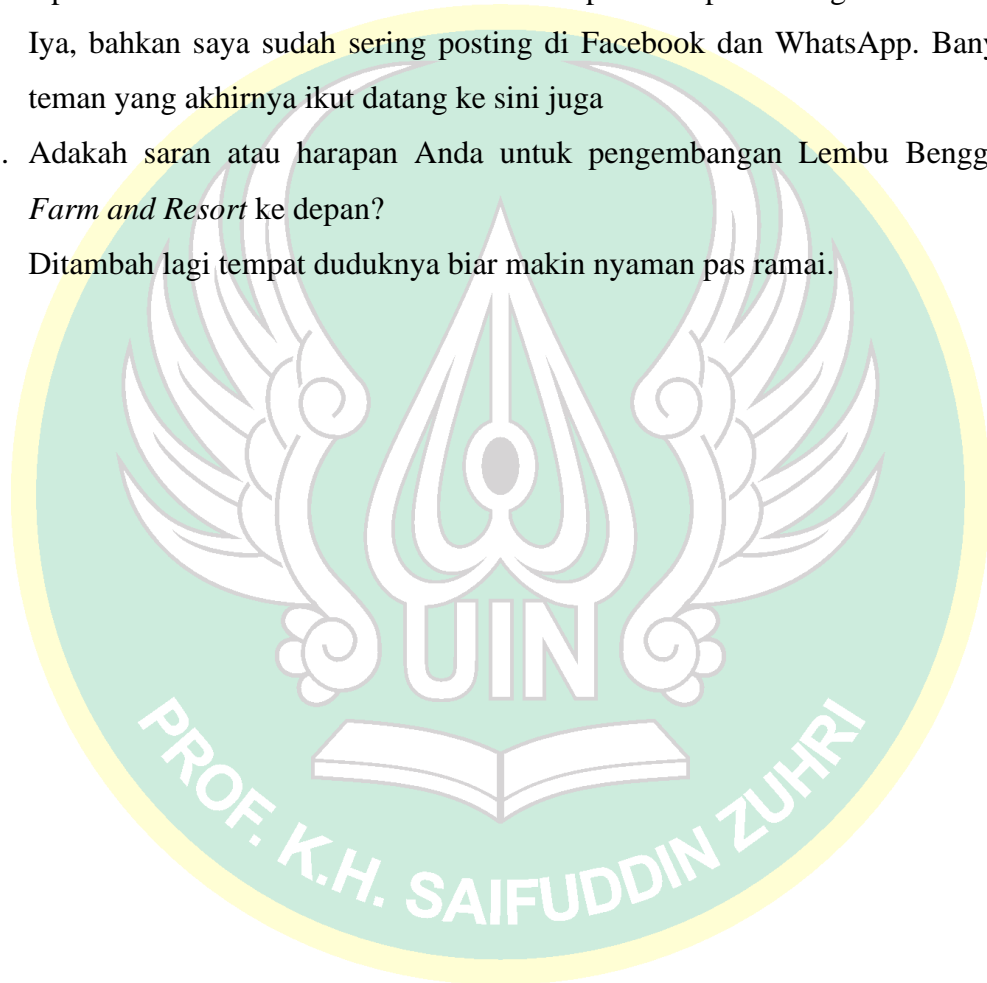 Iya, bahkan saya sudah sering posting di Facebook dan WhatsApp.
teman yang akhirnya ikut datang ke sini juga
. Adakah saran atau harapan Anda untuk pengembangan Lembu
Farm and Resort ke depan?
Ditambah lagi tempat duduknya biar makin nyaman pas ramai.
UIN
PROF. K.H. SAIFUDDIN ZUHRI